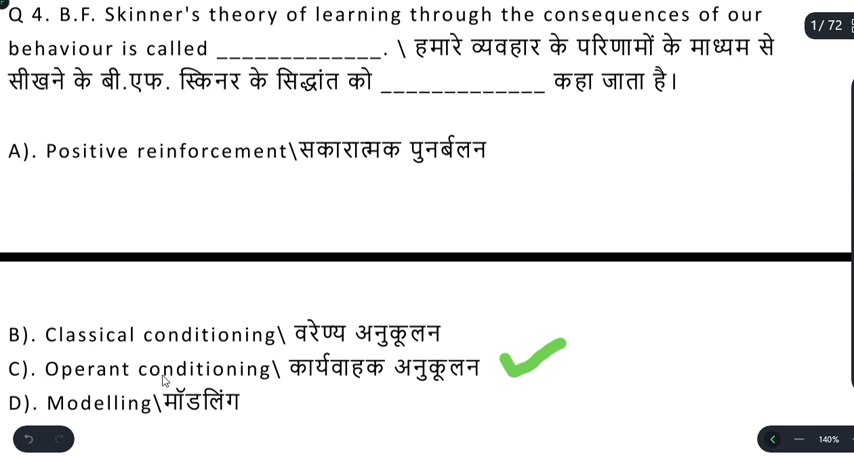 Q 4. B.F. Skinner's theory of learning through the consequences of our
behaviour is called _____________. \ हमारे व्यवहार के परिणामों के माध्यम से
सीखने के बी.एफ. स्किनर के सिद्धांत को _____________ कहा जाता है।
A). Positive reinforcement\सकारात्मक पुनर्बलन
B). Classical conditioning\ वरेण्य अनुकूलन
C). Operant conditioning\ कार्यवाहक अनुकूलन
D). Modelling\मॉडलिंग
1/ 72
140%